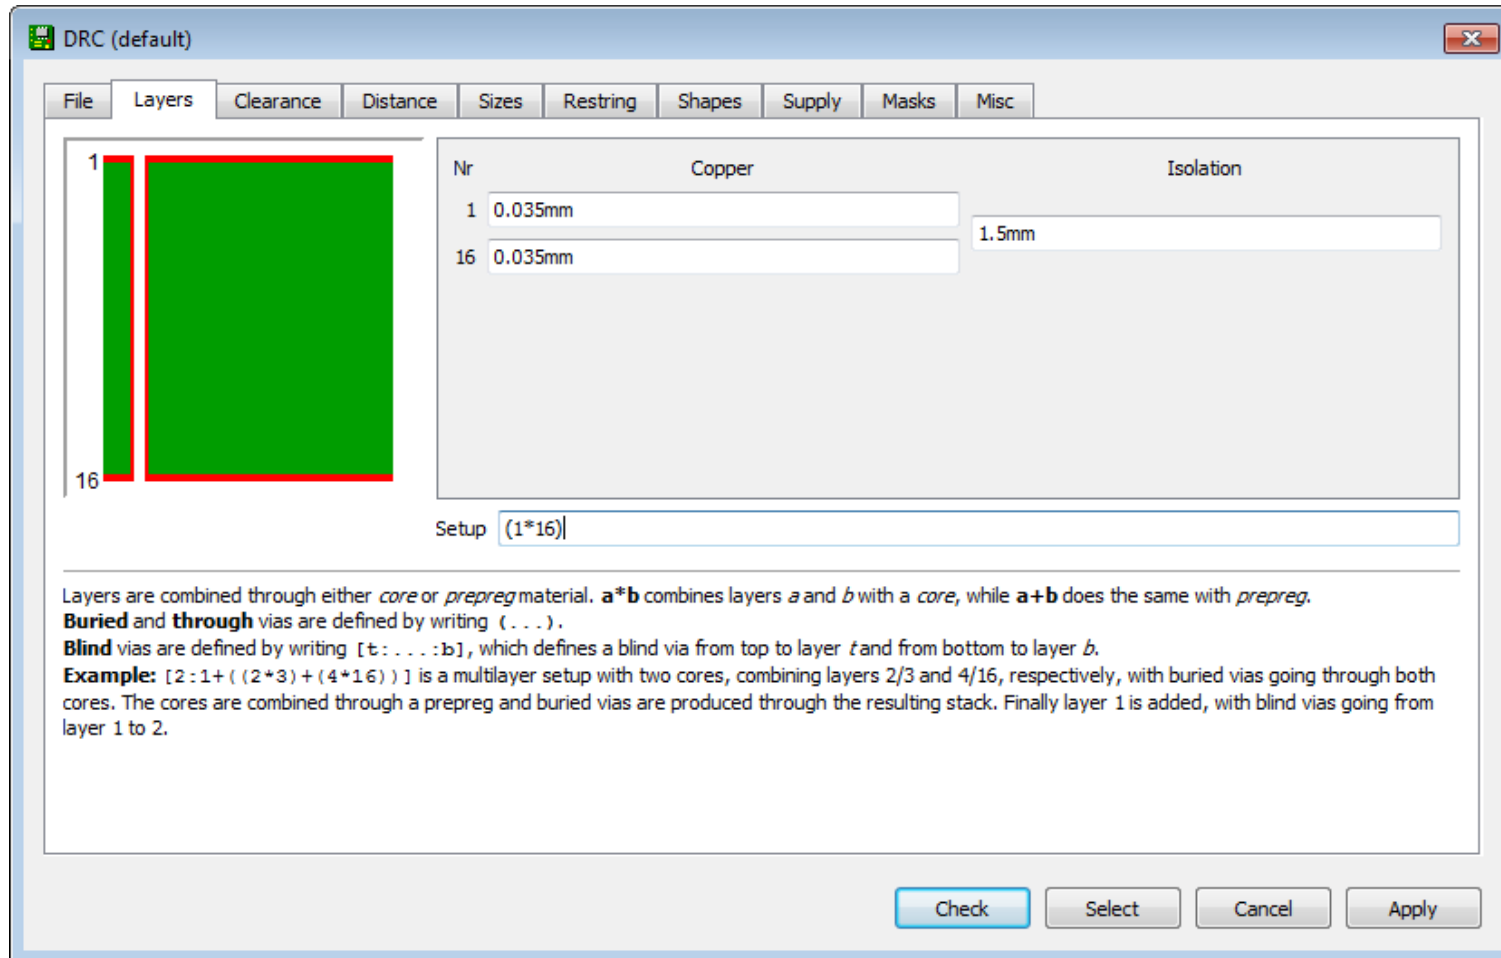 DRC (default)
File Layers Clearance Distance Sizes Restring Shapes Supply Masks Misc
1
16
Nr Copper Isolation
1 0.035mm
1.5mm
16 0.035mm
Setup (1*16)
Layers are combined through either core or prepreg material. a*b combines layers a and b with a core, while a+b does the same with prepreg.
Buried and through vias are defined by writing (...).
Blind vias are defined by writing [t:...:b], which defines a blind via from top to layer t and from bottom to layer b.
Example: [2:1+((2*3)+(4*16))] is a multilayer setup with two cores, combining layers 2/3 and 4/16, respectively, with buried vias going through both
cores. The cores are combined through a prepreg and buried vias are produced through the resulting stack. Finally layer 1 is added, with blind vias going from
layer 1 to 2.
Check Select Cancel Apply